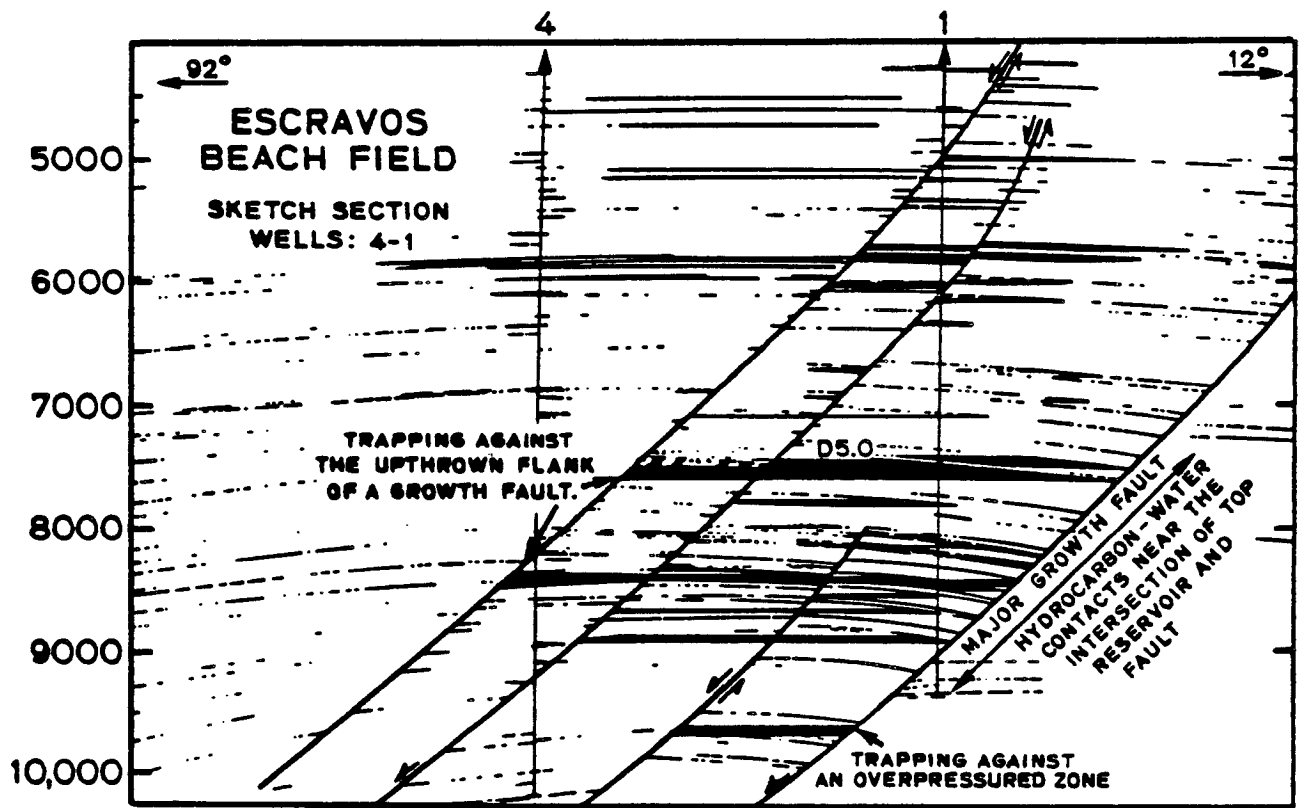 4
1
92°
12°
ESCRAVOS
BEACH FIELD
SKETCH SECTION
WELLS: 4-1
5000
6000
7000
8000
9000
10,000
TRAPPING AGAINST
THE UPTHROWN FLANK
OF A GROWTH FAULT.
D5.0
MAJOR GROWTH FAULT
HYDROCARBON-WATER
CONTACTS NEAR THE
INTERSECTION OF TOP
RESERVOIR AND
FAULT
TRAPPING AGAINST
AN OVERPRESSURED ZONE